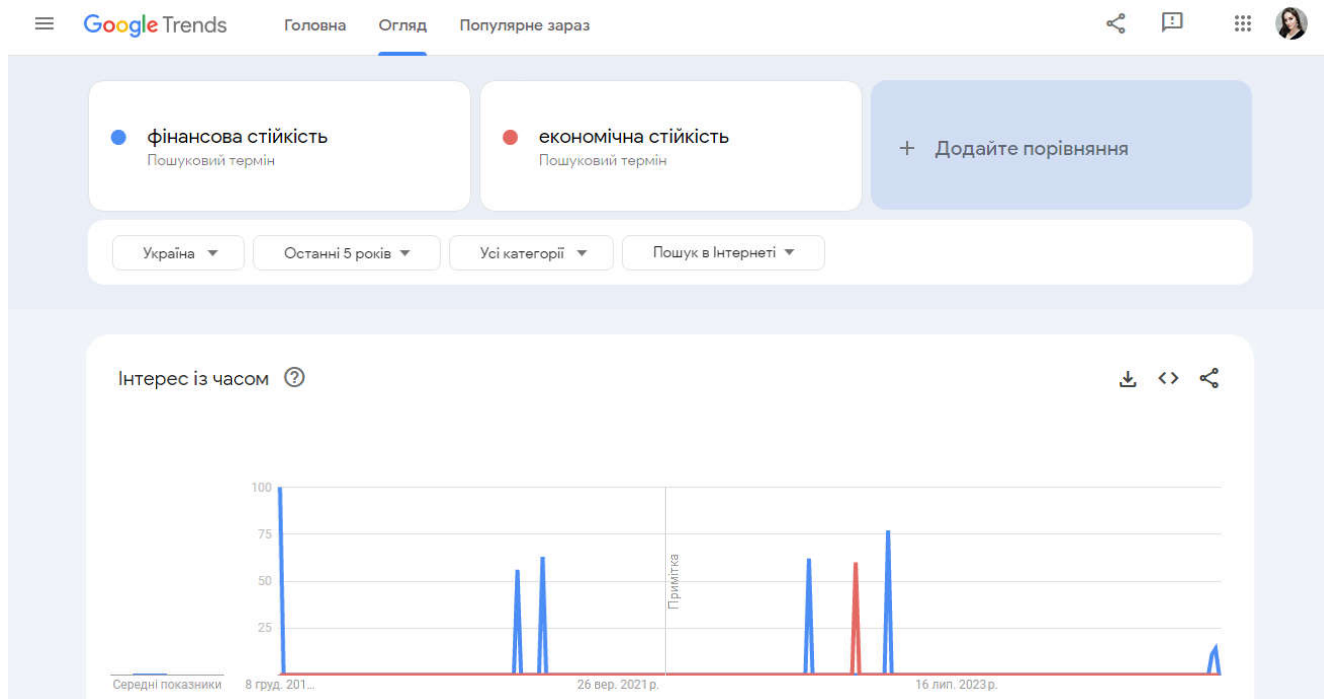 Google Trends Головна Огляд Популярне зараз
фінансова стійкість
Пошуковий термін
економічна стійкість
Пошуковий термін
+ Додайте порівняння
Україна
Останні 5 років
Усі категорії
Пошук в Інтернеті
Інтерес із часом
100
75
50
25
Примітка
Середні показники
8 груд. 201...
26 вер. 2021 р.
16 лип. 2023 р.